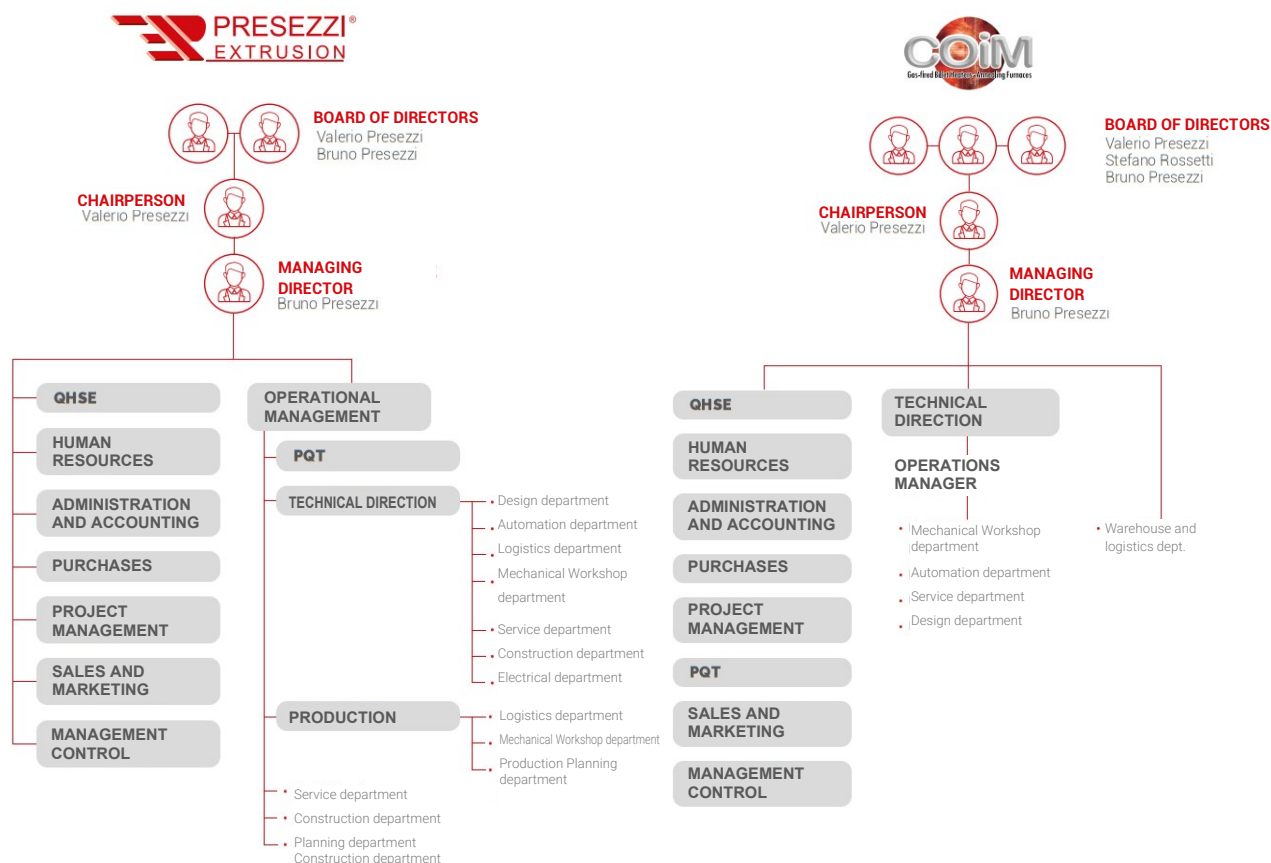 PRESEZZI®
EXTRUSION
BOARD OF DIRECTORS
Valerio Presezzi
Bruno Presezzi
CHAIRPERSON
Valerio Presezzi
MANAGING
DIRECTOR
Bruno Presezzi
QHSE
HUMAN
RESOURCES
ADMINISTRATION
AND ACCOUNTING
PURCHASES
PROJECT
MANAGEMENT
SALES AND
MARKETING
MANAGEMENT
CONTROL
OPERATIONAL
MANAGEMENT
PQT
TECHNICAL DIRECTION
• Design department
• Automation department
• Logistics department
• Mechanical Workshop
department
• Service department
• Construction department
• Electrical department
PRODUCTION
• Logistics department
• Mechanical Workshop department
• Production Planning
department
• Service department
• Construction department
• Planning department
Construction department
COiM
Gas-fired Billet Heaters - Annealing Furnaces
BOARD OF DIRECTORS
Valerio Presezzi
Stefano Rossetti
Bruno Presezzi
CHAIRPERSON
Valerio Presezzi
MANAGING
DIRECTOR
Bruno Presezzi
QHSE
HUMAN
RESOURCES
ADMINISTRATION
AND ACCOUNTING
PURCHASES
PROJECT
MANAGEMENT
PQT
SALES AND
MARKETING
MANAGEMENT
CONTROL
TECHNICAL
DIRECTION
OPERATIONS
MANAGER
• Mechanical Workshop
department
• Automation department
• Service department
• Design department
• Warehouse and
logistics dept.